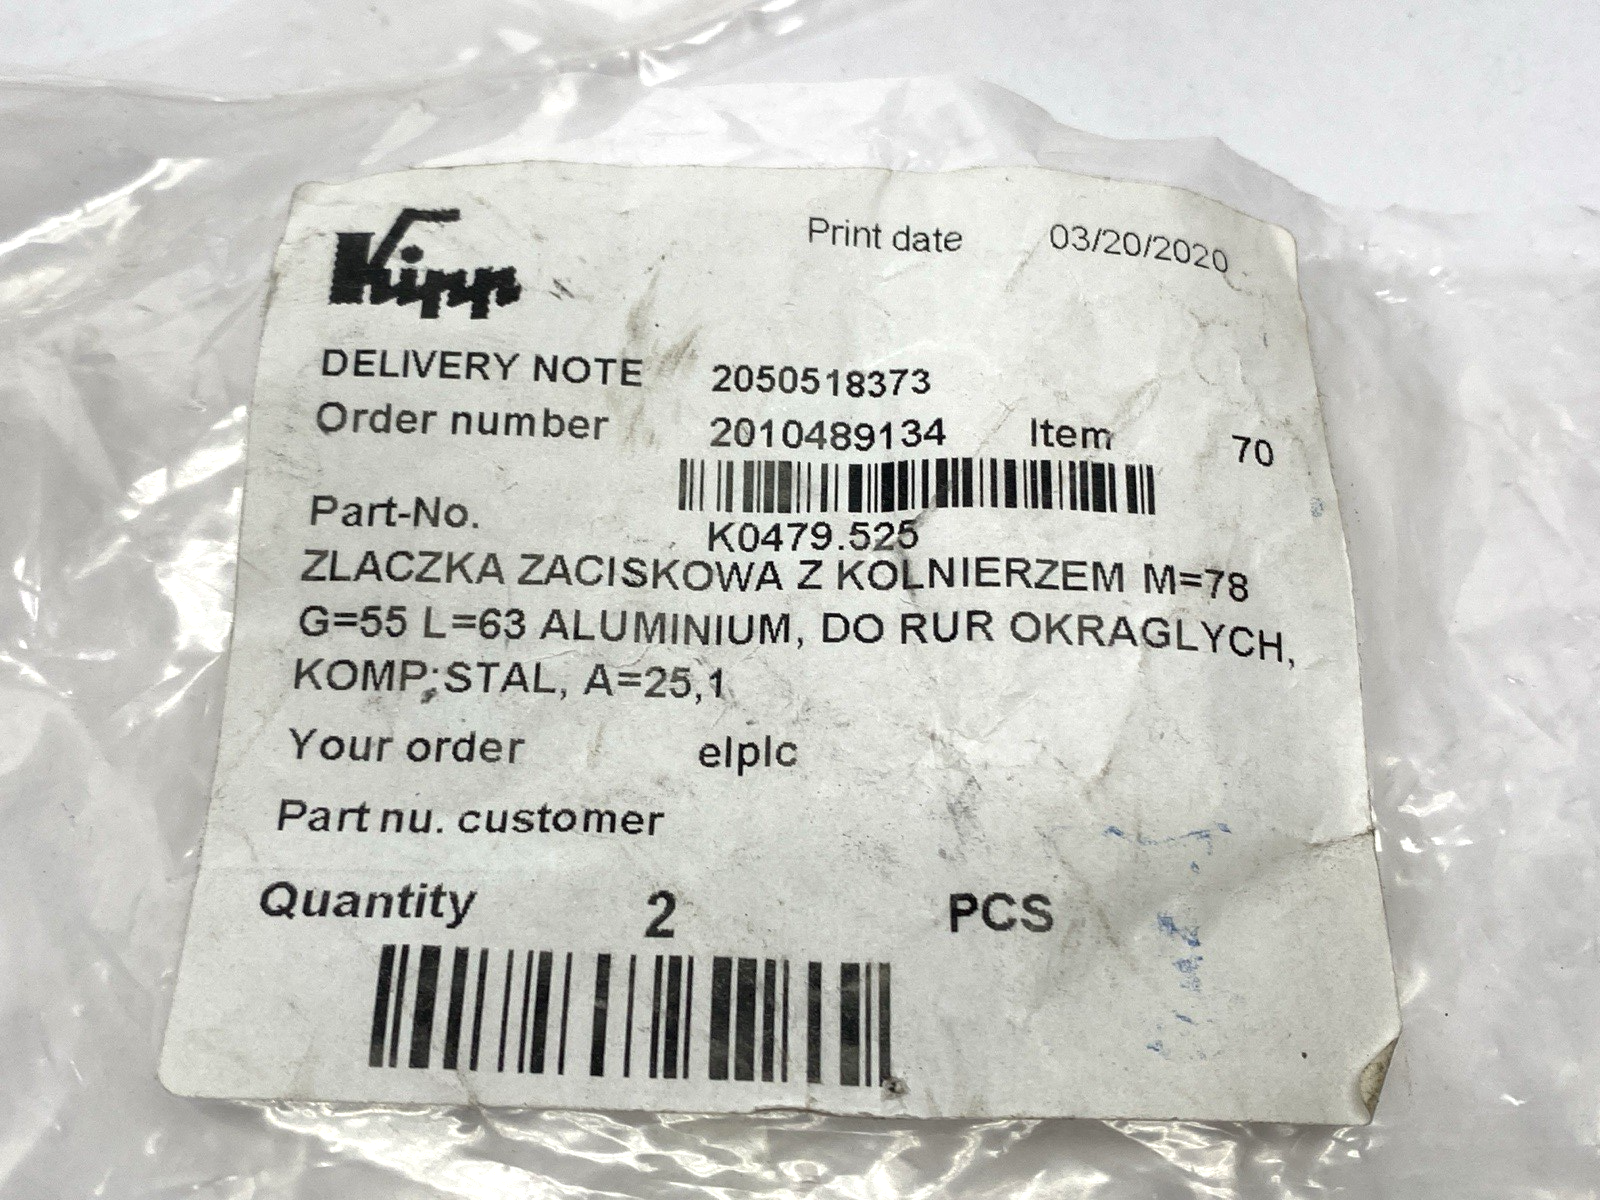 Kipp
Print date 03/20/2020
DELIVERY NOTE 2050518373
Order number 2010489134 Item 70
Part-No. K0479.525
ZLACZKA ZACISKOWA Z KOLNIERZEM M=78
G=55 L=63 ALUMINIUM, DO RUR OKRAGLYCH,
KOMP:STAL, A=25,1
Your order elplc
Part nu. customer
Quantity 2 PCS